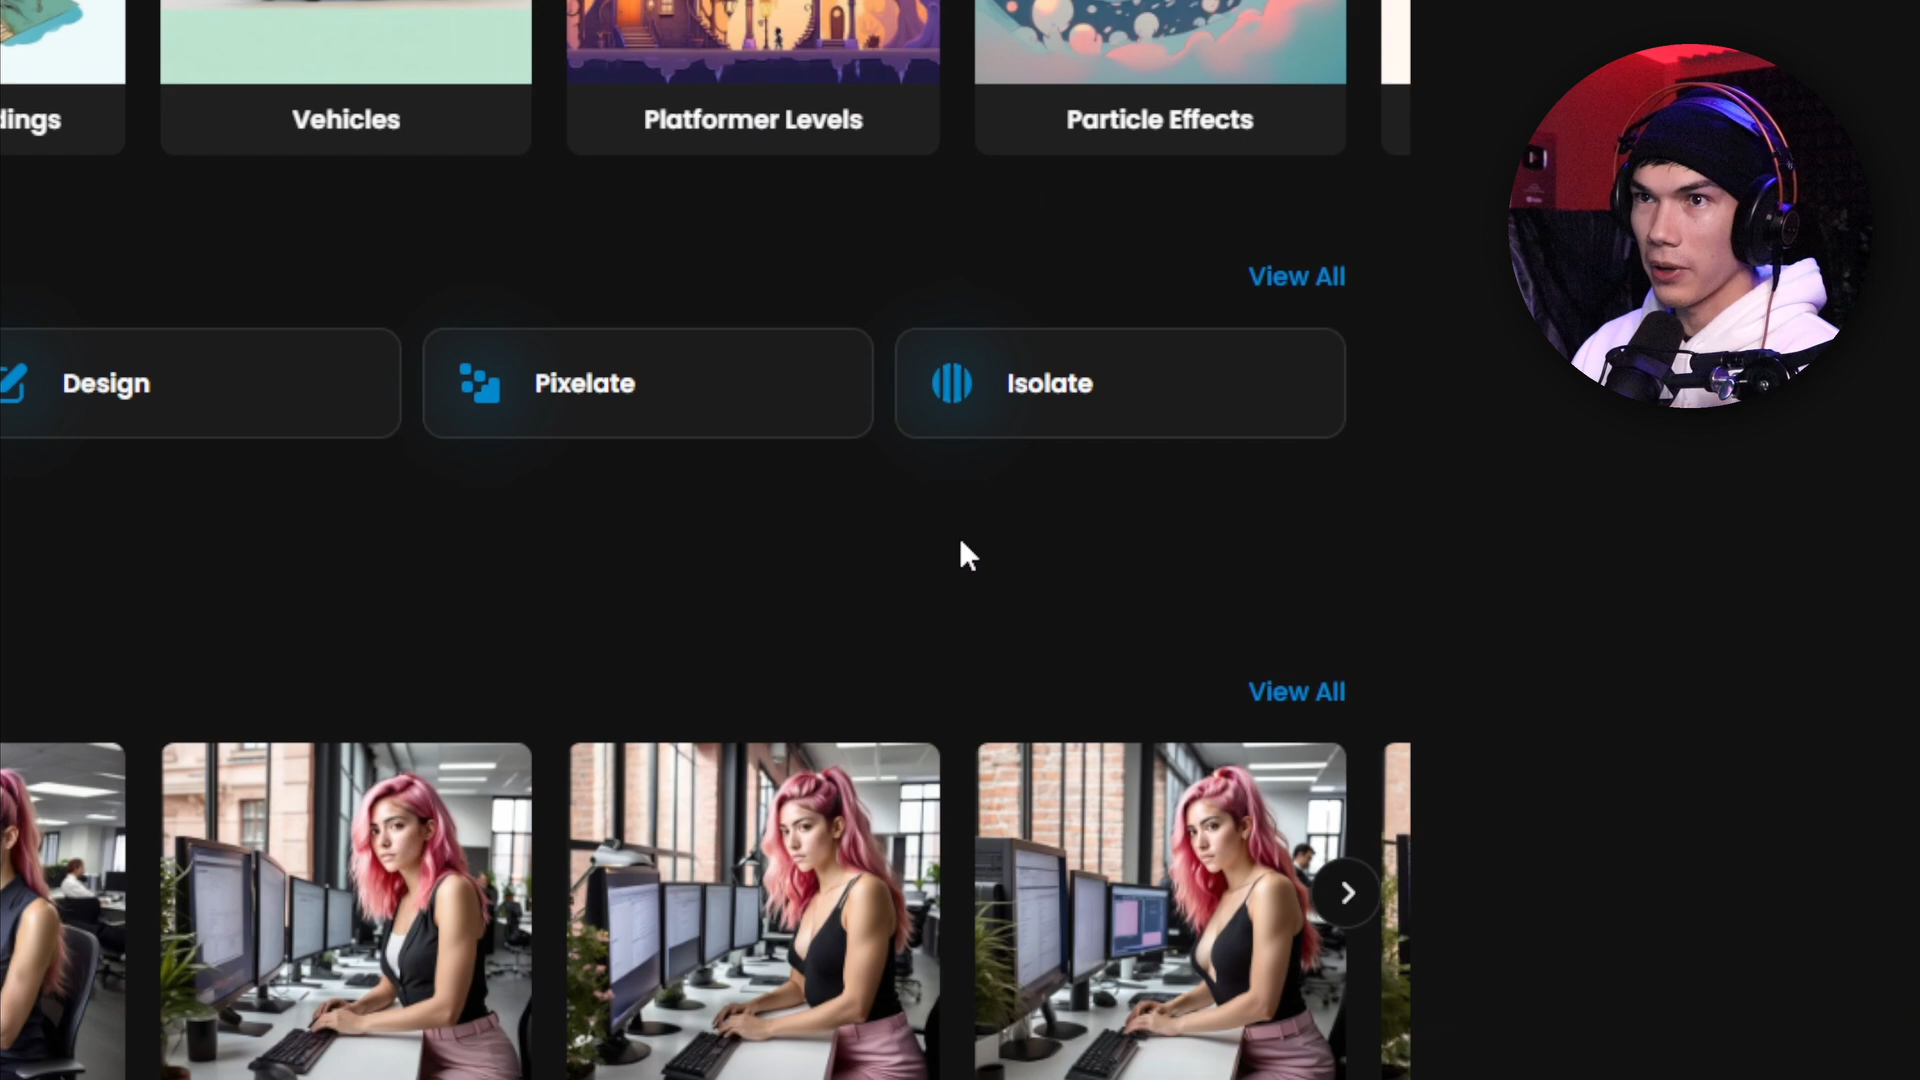 dings
Vehicles
Platformer Levels
Particle Effects
View All
Design
Pixelate
Isolate
View All